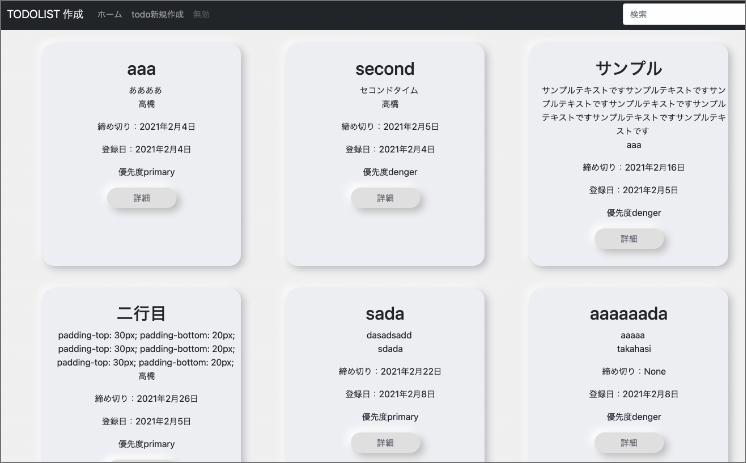 TODOLIST 作成 ホーム todo新規作成 無効 検索
aaa
ああああ
高橋
締め切り：2021年2月4日
登録日：2021年2月4日
優先度primary
詳細
second
セコンドタイム
高橋
締め切り：2021年2月5日
登録日：2021年2月4日
優先度denger
詳細
サンプル
サンプルテキストですサンプルテキストですサン
プルテキストですサンプルテキストですサンプル
テキストですサンプルテキストですサンプルテキ
ストです
aaa
締め切り：2021年2月16日
登録日：2021年2月5日
優先度denger
詳細
二行目
padding-top: 30px; padding-bottom: 20px;
padding-top: 30px; padding-bottom: 20px;
padding-top: 30px; padding-bottom: 20px;
高橋
締め切り：2021年2月26日
登録日：2021年2月5日
優先度primary
sada
dasadsadd
sdada
締め切り：2021年2月22日
登録日：2021年2月8日
優先度primary
詳細
aaaaaada
aaaaa
takahasi
締め切り：None
登録日：2021年2月8日
優先度denger
詳細